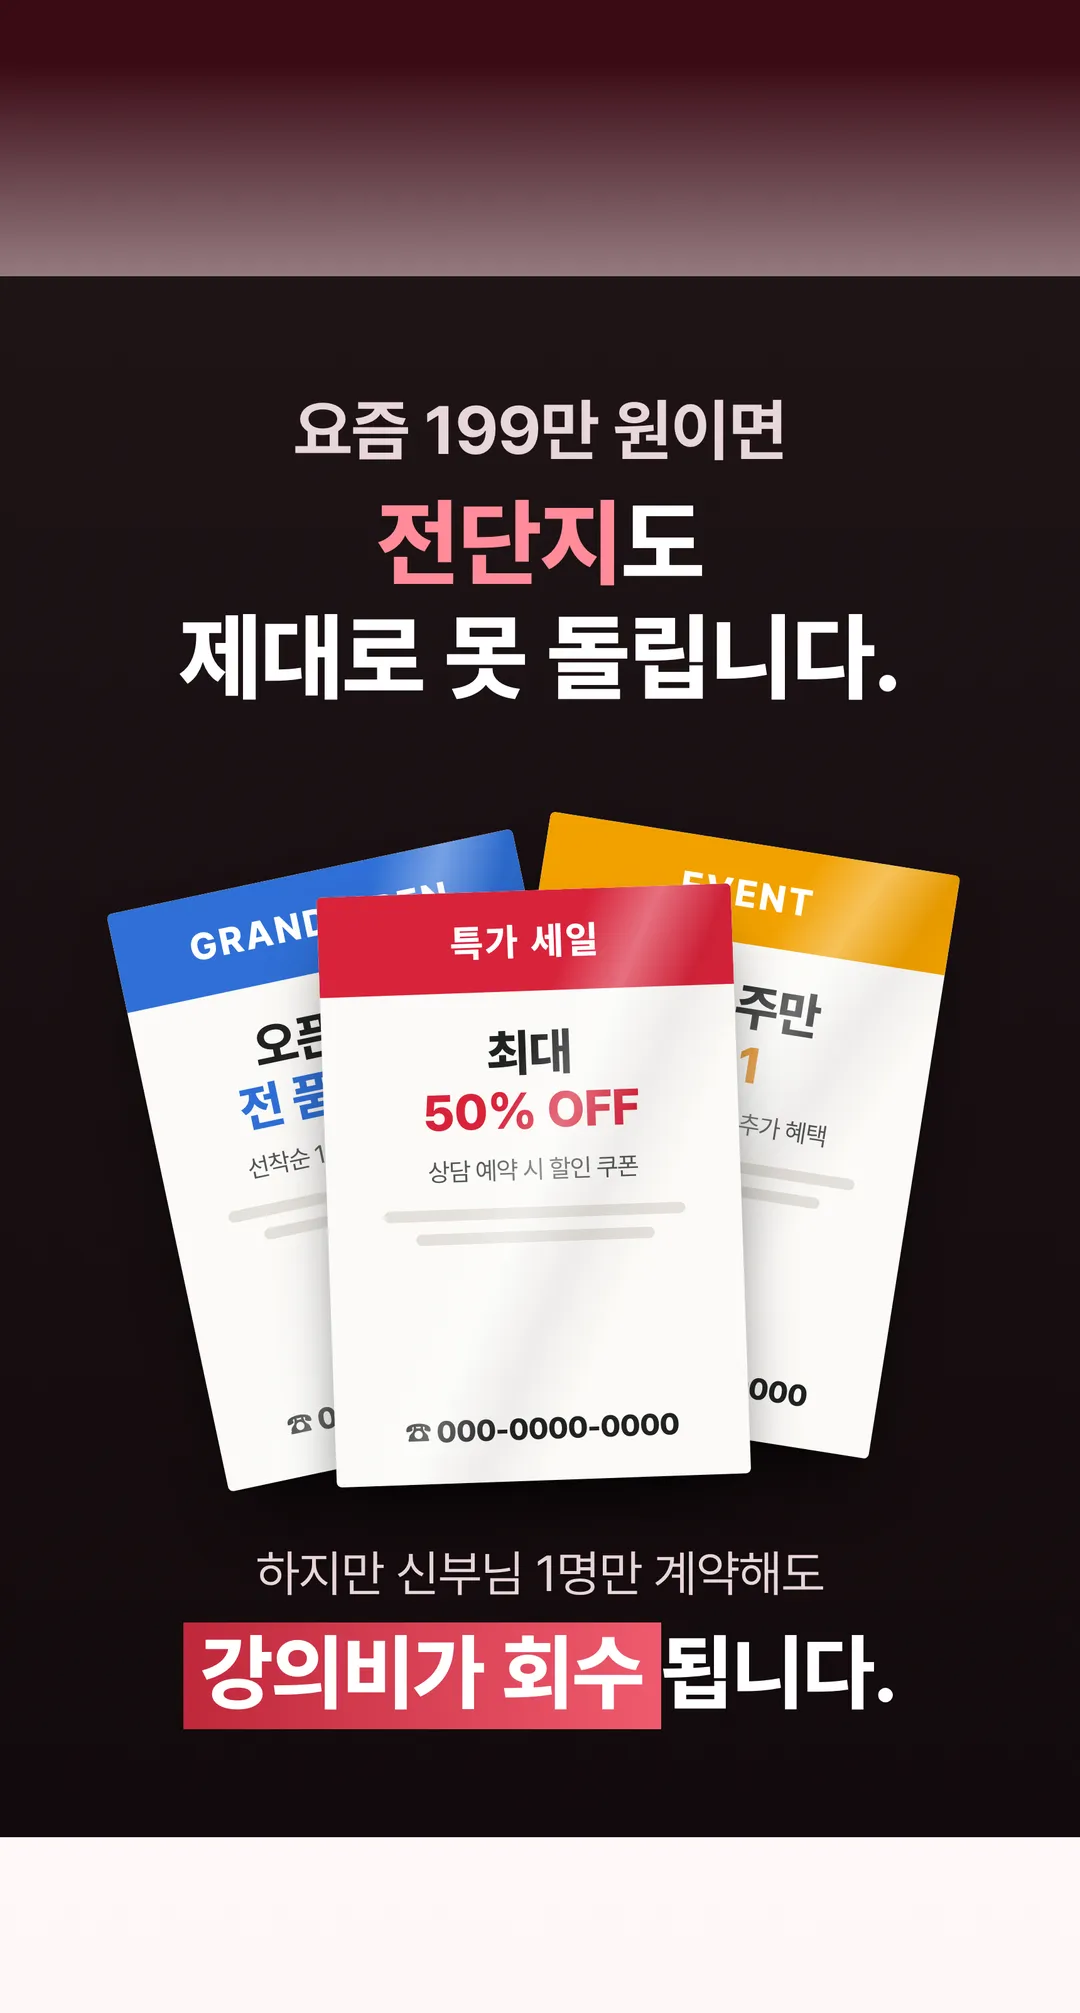 요즘 199만 원이면
전단지도
제대로 못 돌립니다.
GRAND
오픈
전 품
선착순 1
특가 세일
최대
50% OFF
상담 예약 시 할인 쿠폰
☎ 000-0000-0000
EVENT
주만
1
추가 혜택
000
하지만 신부님 1명만 계약해도
강의비가 회수 됩니다.